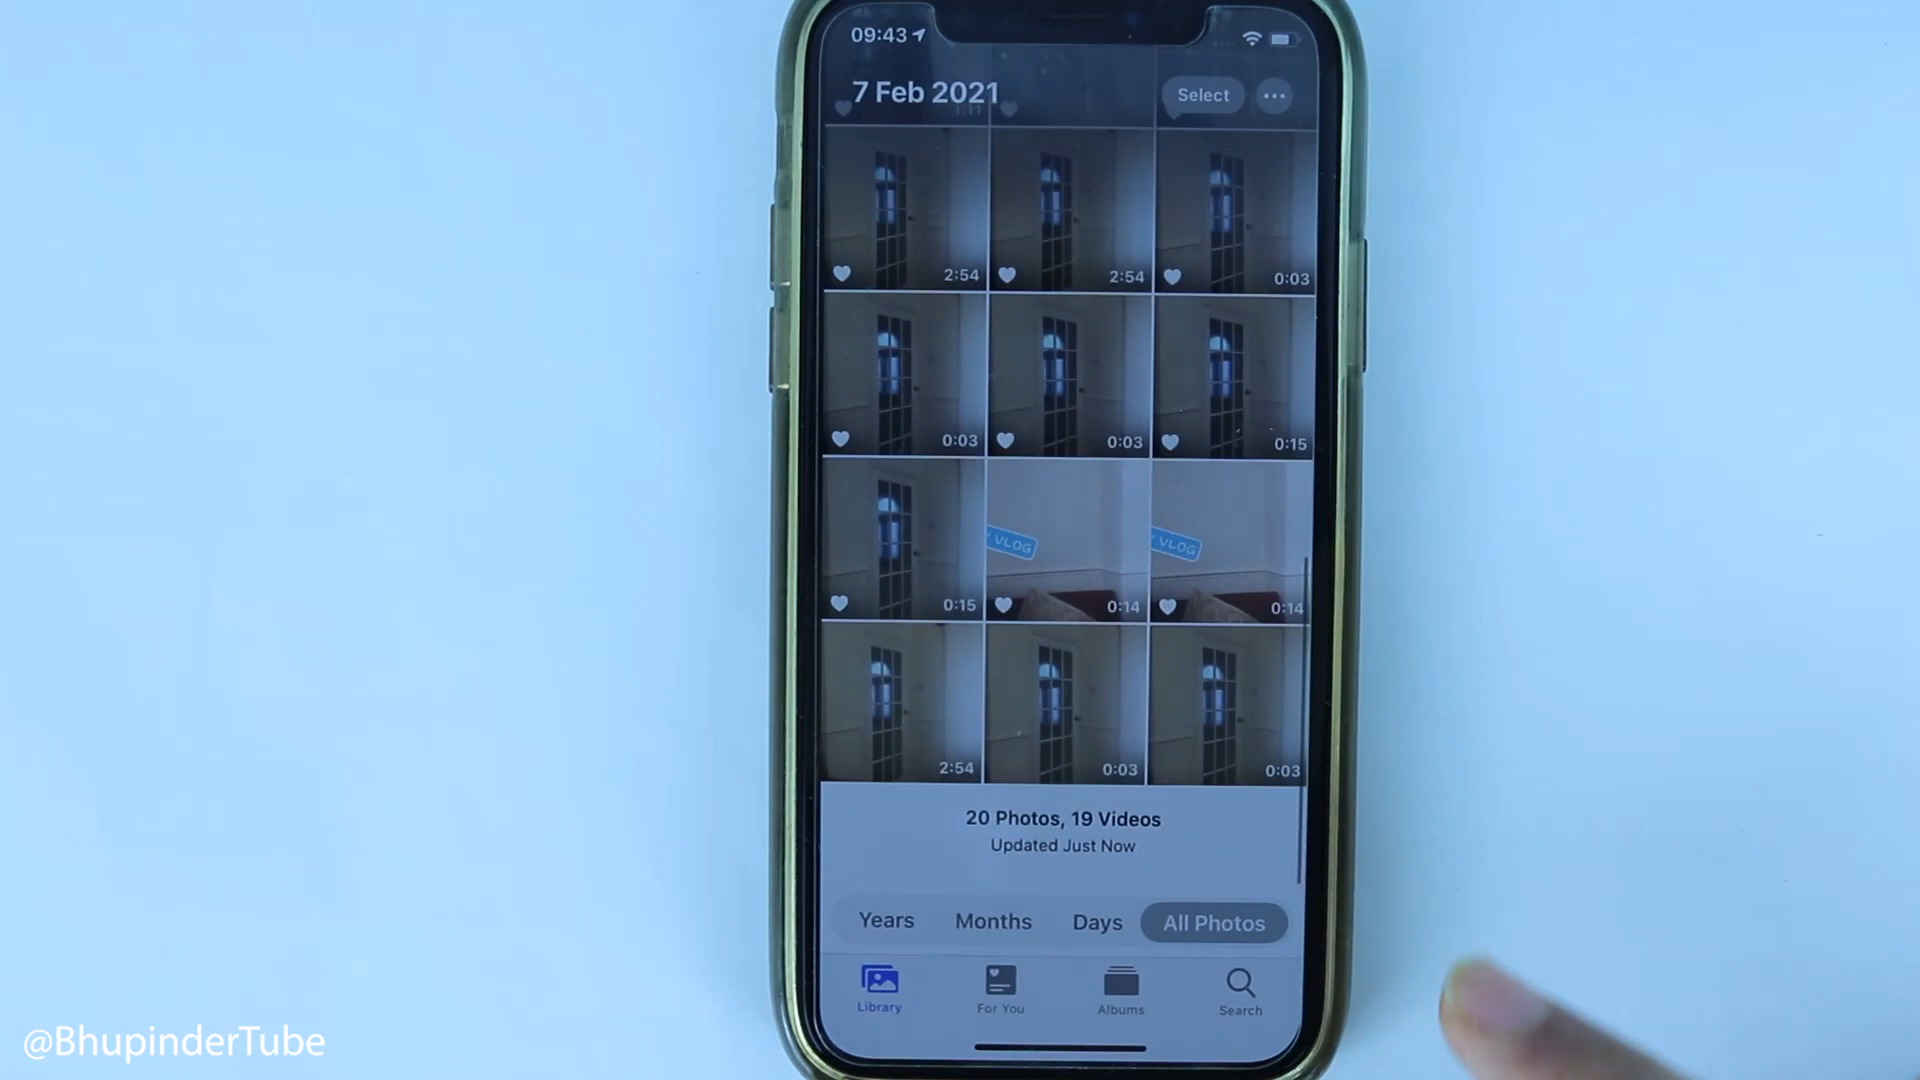 09:43
7 Feb 2021
Select
1:11
2:54
2:54
0:03
0:03
0:03
0:15
0:15
VLOG
0:14
VLOG
0:14
2:54
0:03
0:03
20 Photos, 19 Videos
Updated Just Now
Years Months Days All Photos
Library For You Albums Search
@BhupinderTube